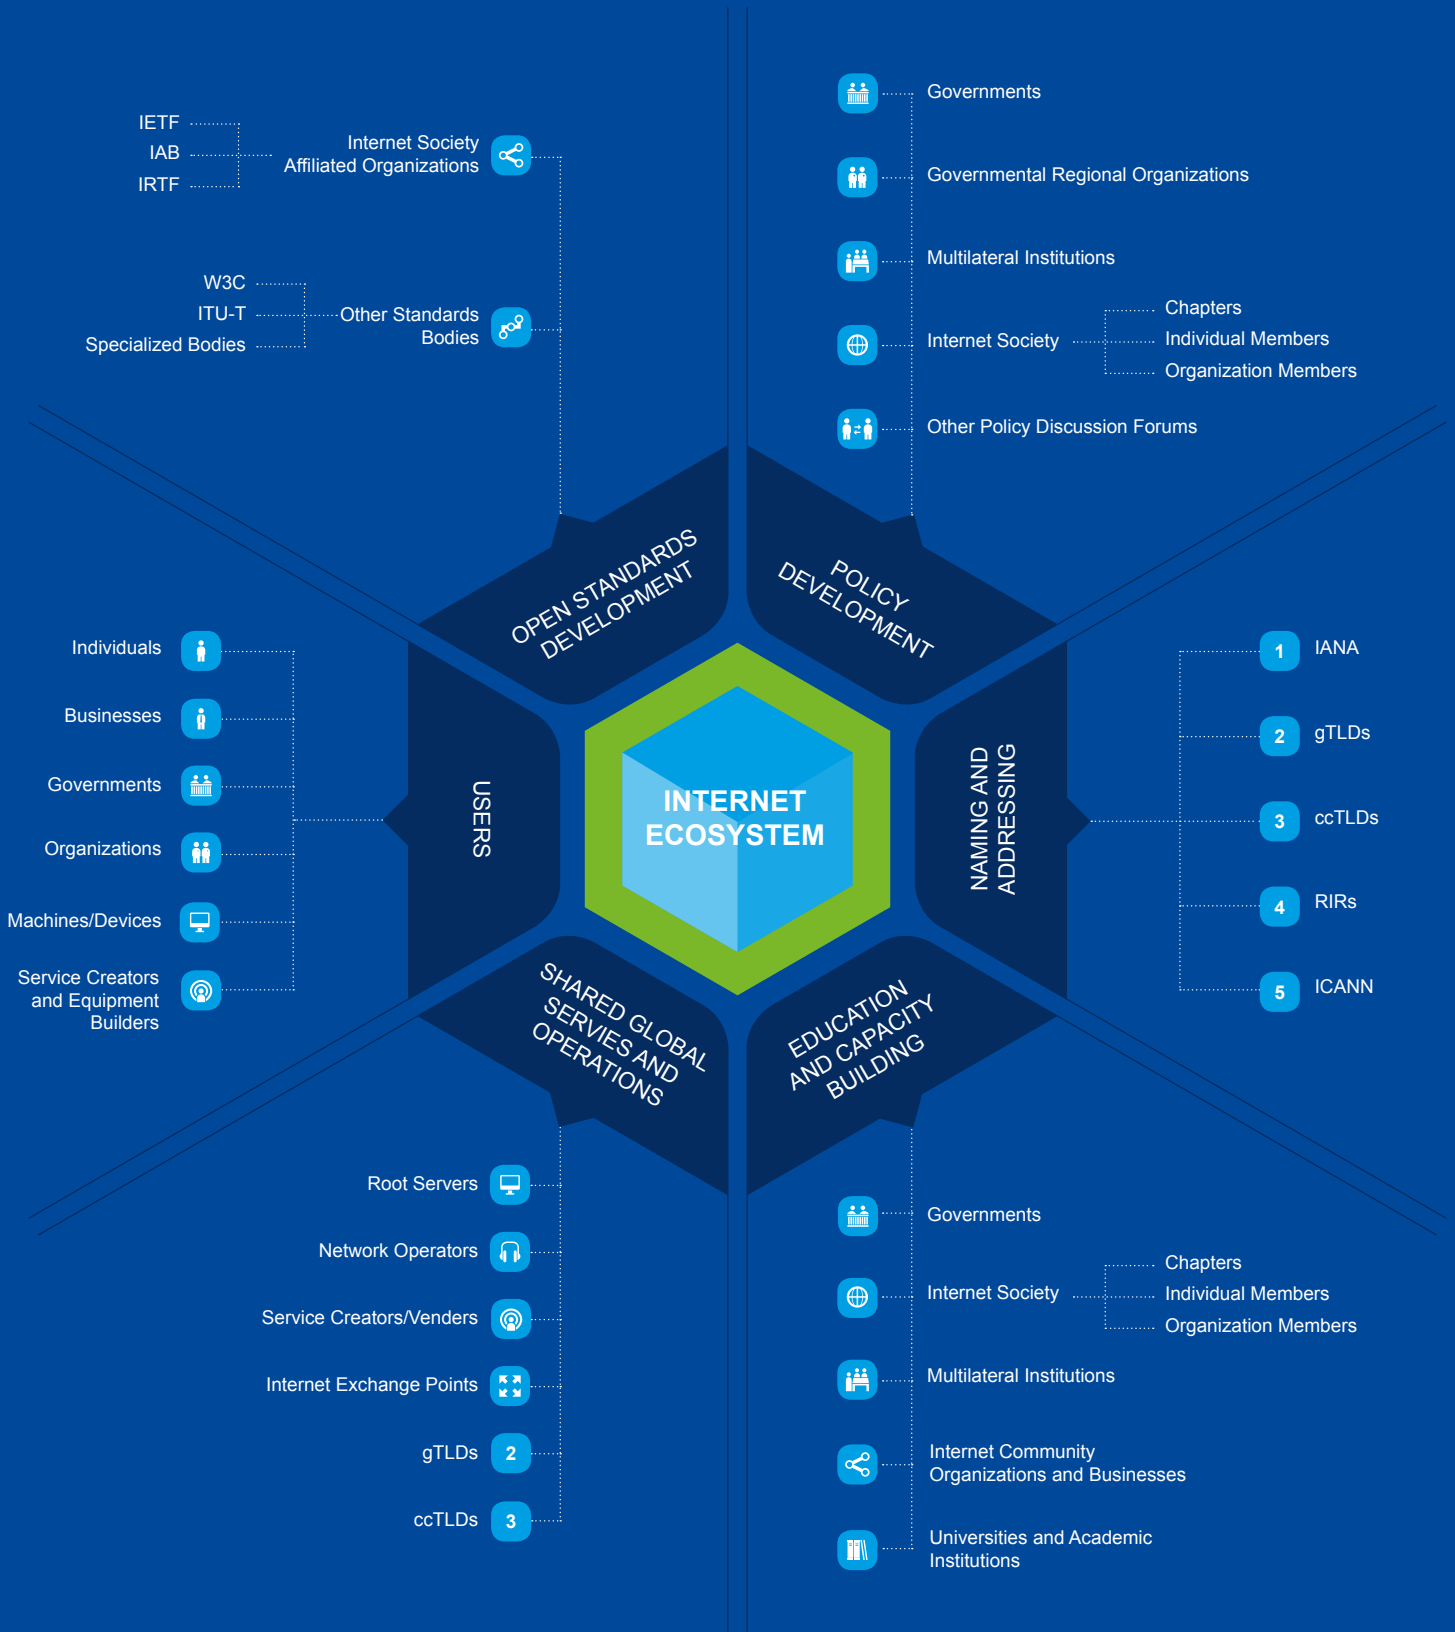 IETF
IAB
IRTF
Internet Society
Affiliated Organizations
W3C
ITU-T
Specialized Bodies
Other Standards
Bodies
Governments
Governmental Regional Organizations
Multilateral Institutions
Internet Society
Chapters
Individual Members
Organization Members
Other Policy Discussion Forums
OPEN STANDARDS
DEVELOPMENT
POLICY
DEVELOPMENT
Individuals
Businesses
Governments
Organizations
Machines/Devices
Service Creators
and Equipment
Builders
USERS
INTERNET
ECOSYSTEM
NAMING AND
ADDRESSING
1 IANA
2 gTLDs
3 ccTLDs
4 RIRs
5 ICANN
SHARED GLOBAL
SERVIES AND
OPERATIONS
EDUCATION
AND CAPACITY
BUILDING
Root Servers
Network Operators
Service Creators/Venders
Internet Exchange Points
gTLDs 2
ccTLDs 3
Governments
Internet Society
Chapters
Individual Members
Organization Members
Multilateral Institutions
Internet Community
Organizations and Businesses
Universities and Academic
Institutions